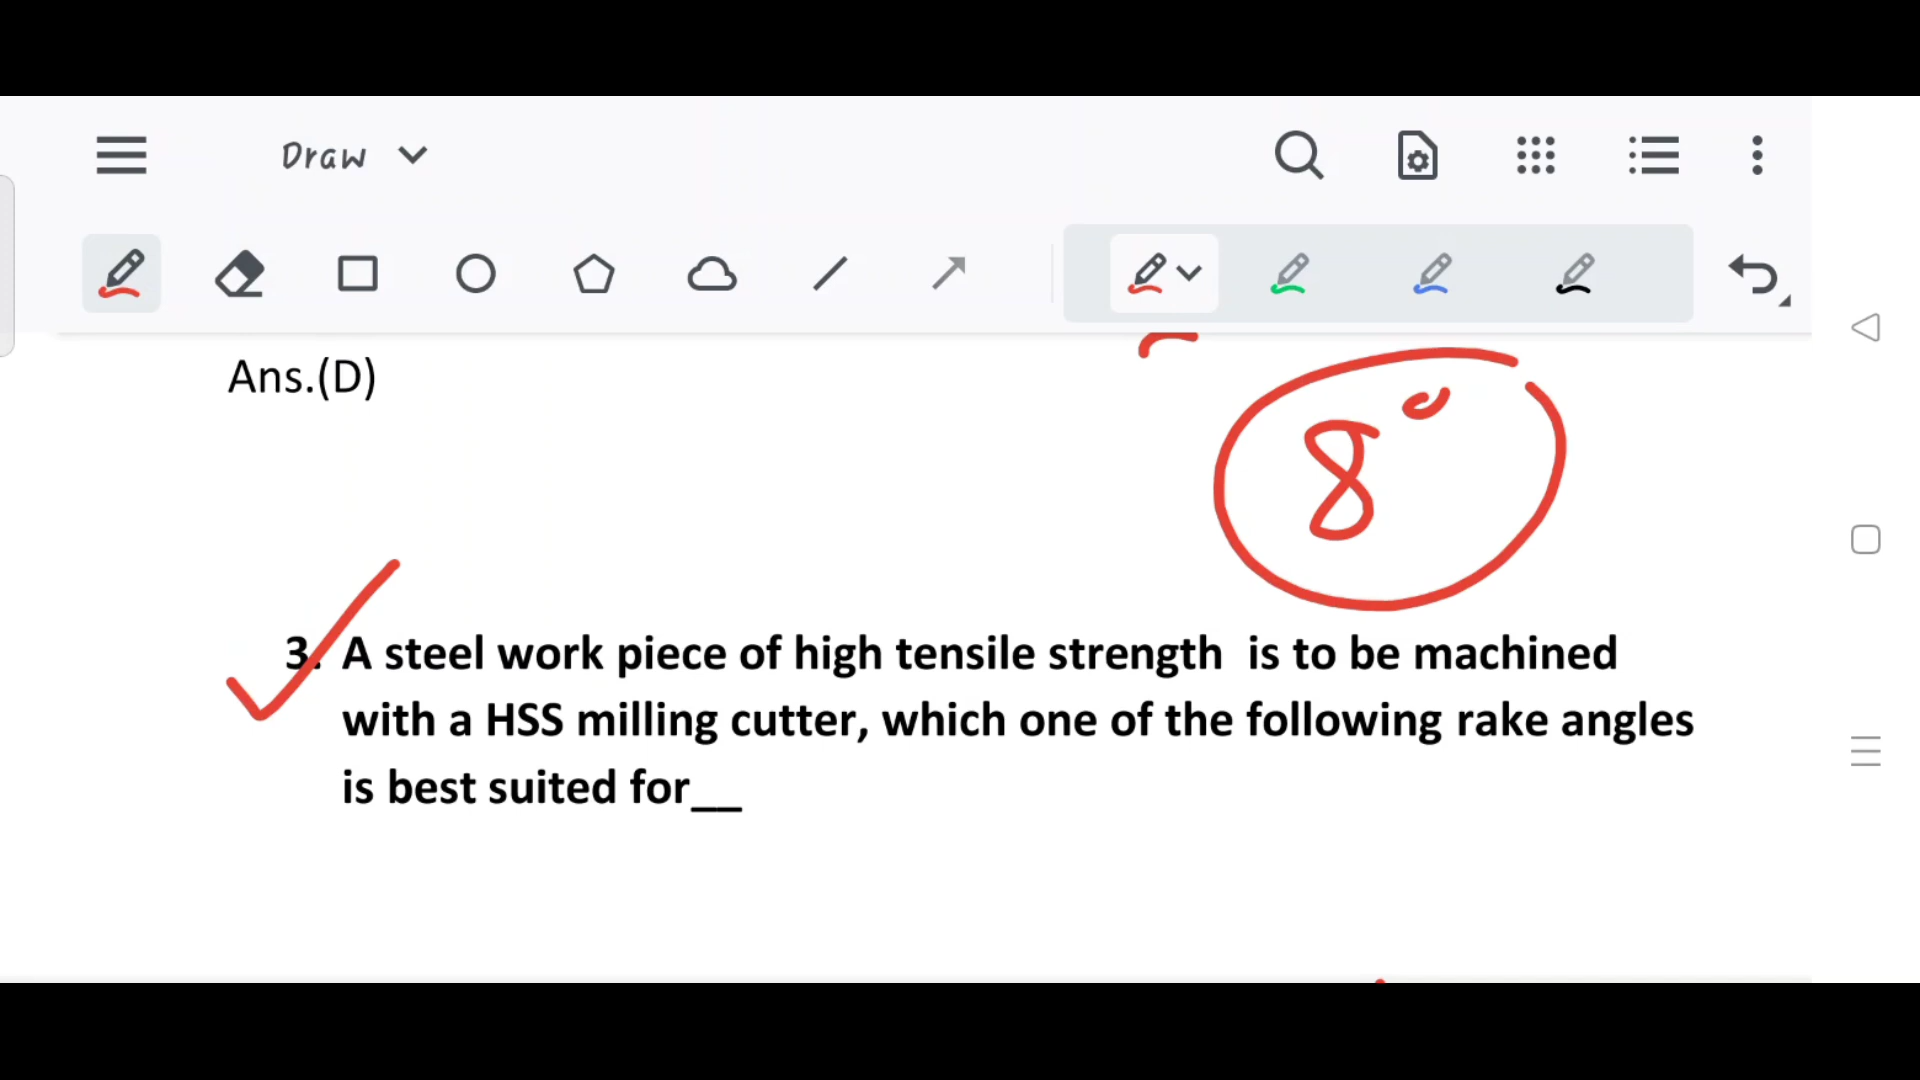 Draw
Ans.(D)
8°
3. A steel work piece of high tensile strength is to be machined
with a HSS milling cutter, which one of the following rake angles
is best suited for__